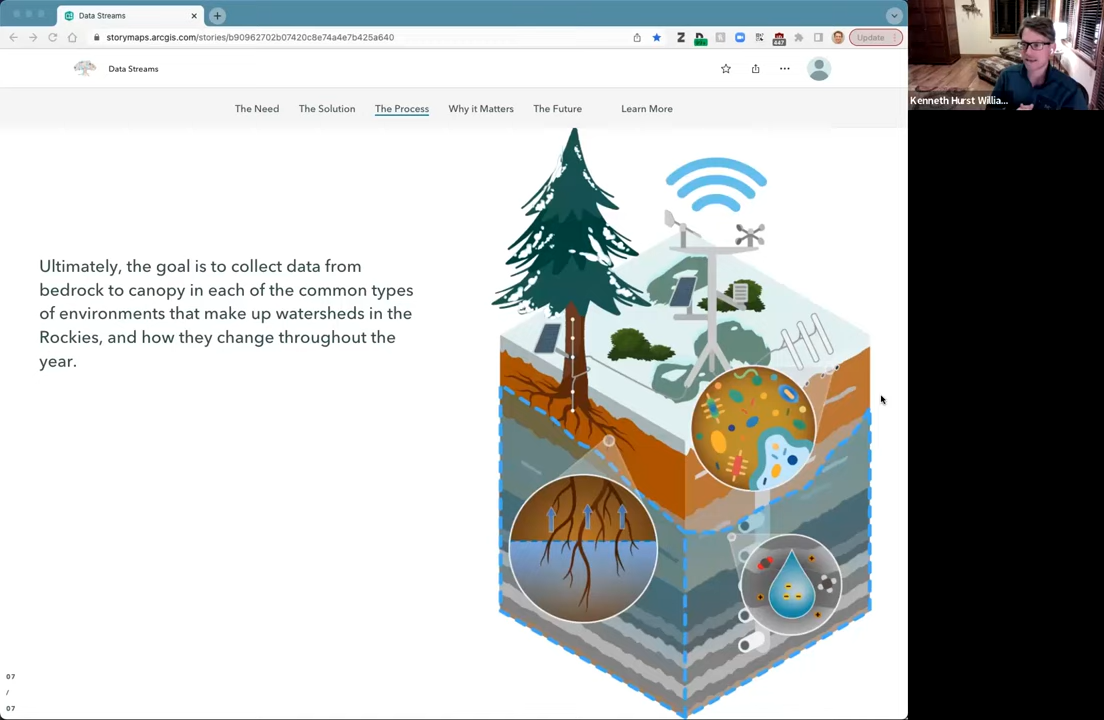 Data Streams
storymaps.arcgis.com/stories/b90962702b07420c8e74a4e7b425a640
Z
447
Update
Data Streams
The Need The Solution The Process Why it Matters The Future Learn More
Ultimately, the goal is to collect data from
bedrock to canopy in each of the common types
of environments that make up watersheds in the
Rockies, and how they change throughout the
year.
07
/
07
Kenneth Hurst Willia...